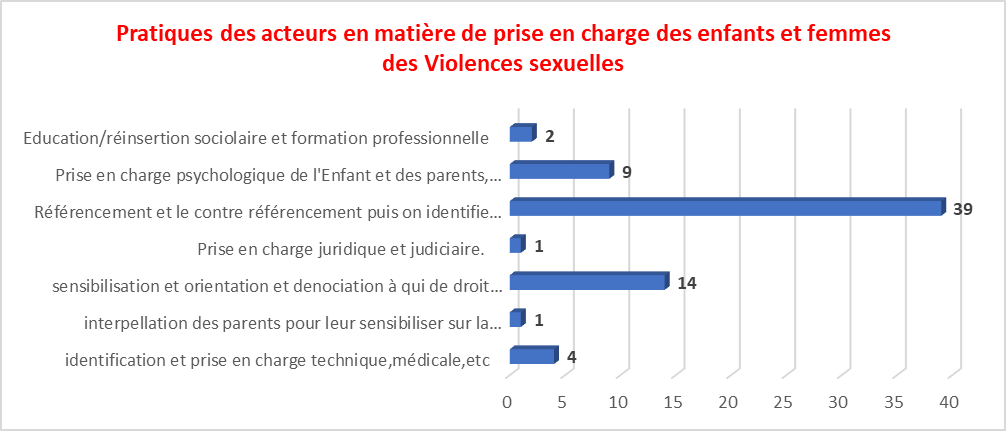 Pratiques des acteurs en matière de prise en charge des enfants et femmes
des Violences sexuelles
Education/réinsertion sociolaire et formation professionnelle
2
Prise en charge psychologique de l'Enfant et des parents,...
9
Référencement et le contre référencement puis on identifie...
39
Prise en charge juridique et judiciaire.
1
sensibilisation et orientation et denociation à qui de droit...
14
interpellation des parents pour leur sensibiliser sur la...
1
identification et prise en charge technique,médicale,etc
4
0 5 10 15 20 25 30 35 40